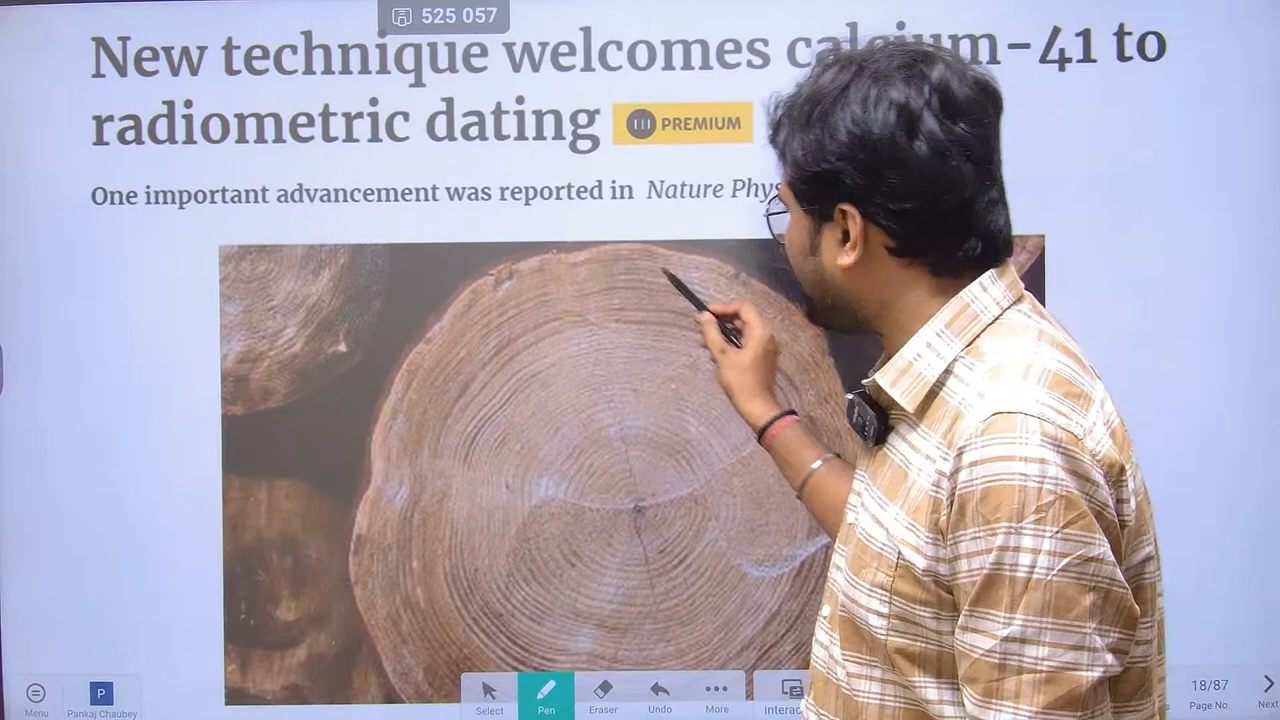 525 057
New technique welcomes calcium-41 to
radiometric dating PREMIUM
One important advancement was reported in Nature Phys
Menu
P
Pankaj Chaubey
Select
Pen
Eraser
Undo
More
Interac
18/87
Page No.
Next